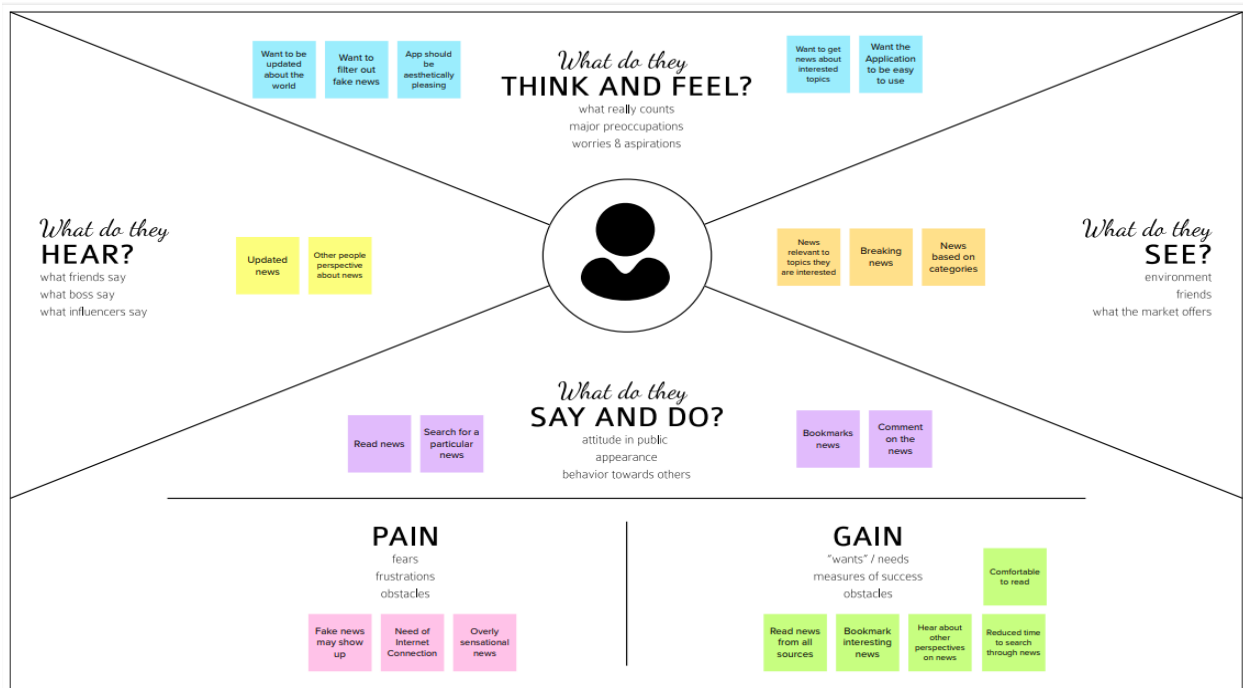 Want to be
updated
about the
world
Want to
filter out
fake news
App should
be
aesthetically
pleasing
What do they
THINK AND FEEL?
what really counts
major preoccupations
worries & aspirations
Want to get
news about
interested
topics
Want the
Application
to be easy
to use
What do they
HEAR?
what friends say
what boss say
what influencers say
Updated
news
Other people
perspective
about news
News
relevant to
topics they
are interested
Breaking
news
News
based on
categories
What do they
SEE?
environment
friends
what the market offers
Read news
Search for a
particular
news
What do they
SAY AND DO?
attitude in public
appearance
behavior towards others
Bookmarks
news
Comment
on the
news
PAIN
fears
frustrations
obstacles
Fake news
may show
up
Need of
Internet
Connection
Overly
sensational
news
GAIN
"wants" / needs
measures of success
obstacles
Comfortable
to read
Read news
from all
sources
Bookmark
interesting
news
Hear about
other
perspectives
on news
Reduced time
to search
through news